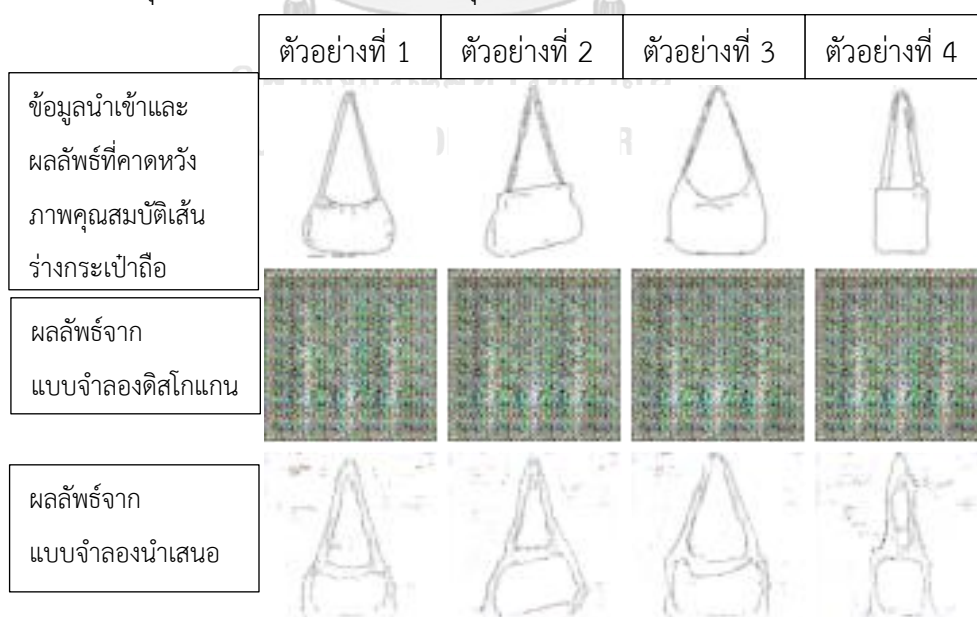 ตัวอย่างที่ 1 ตัวอย่างที่ 2 ตัวอย่างที่ 3 ตัวอย่างที่ 4
ข้อมูลนำเข้าและ
ผลลัพธ์ที่คาดหวัง
ภาพคุณสมบัติเส้น
ร่างกระเป๋าถือ
ผลลัพธ์จาก
แบบจำลองดิสโกแกน
ผลลัพธ์จาก
แบบจำลองนำเสนอ